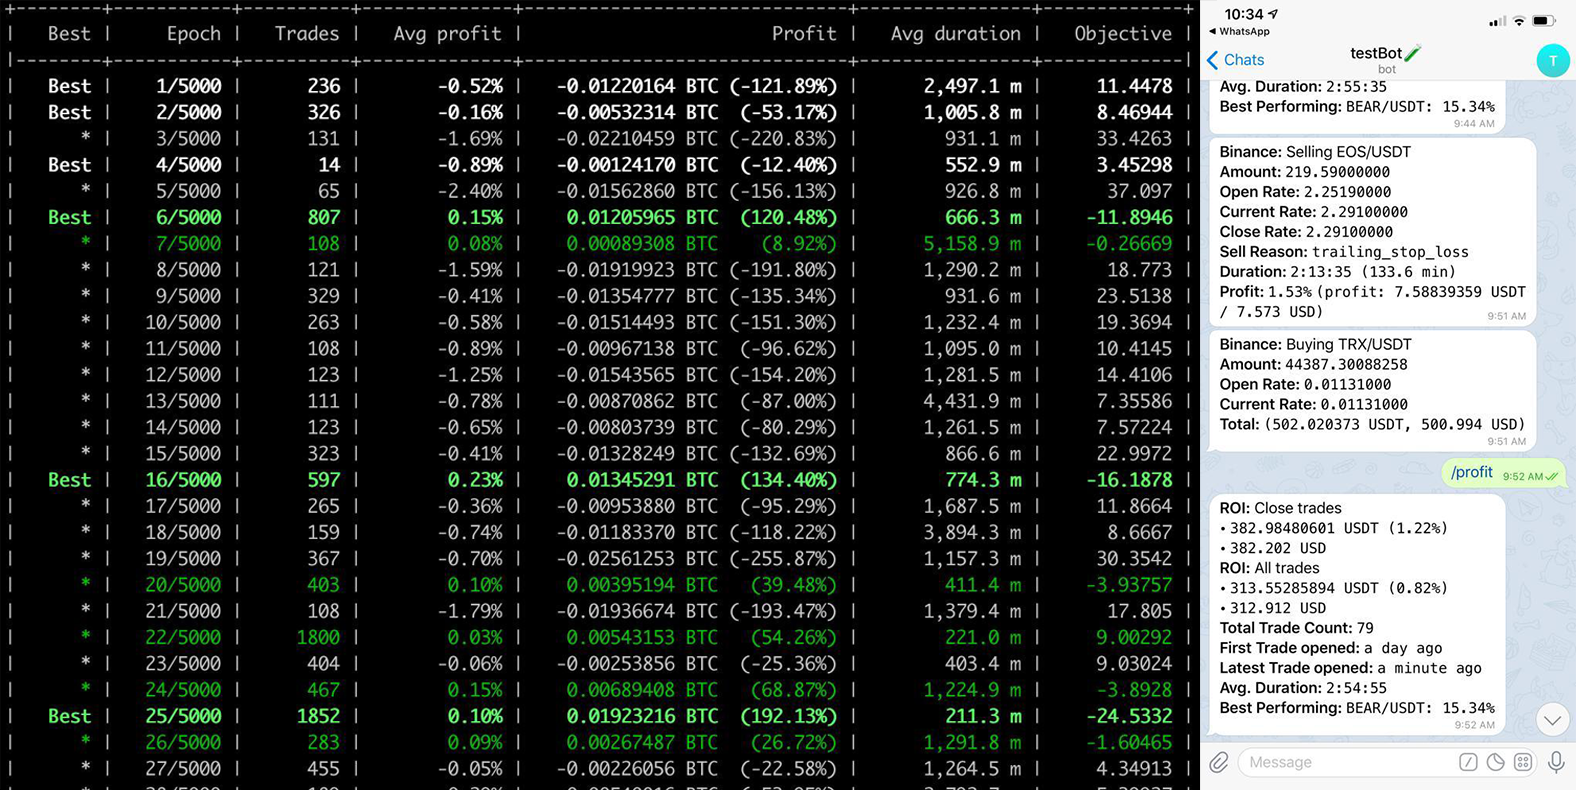 Best | Epoch | Trades | Avg profit | Profit | Avg duration | Objective
Best | 1/5000 | 236 | -0.52% | -0.01220164 BTC (-121.89%) | 2,497.1 m | 11.4478
Best | 2/5000 | 326 | -0.16% | -0.00532314 BTC (-53.17%) | 1,005.8 m | 8.46944
* | 3/5000 | 131 | -1.69% | -0.02210459 BTC (-220.83%) | 931.1 m | 33.4263
Best | 4/5000 | 14 | -0.89% | -0.00124170 BTC (-12.40%) | 552.9 m | 3.45298
* | 5/5000 | 65 | -2.40% | -0.01562860 BTC (-156.13%) | 926.8 m | 37.097
Best | 6/5000 | 807 | 0.15% | 0.01205965 BTC (120.48%) | 666.3 m | -11.8946
* | 7/5000 | 108 | 0.08% | 0.00089308 BTC (8.92%) | 5,158.9 m | -0.26669
* | 8/5000 | 121 | -1.59% | -0.01919923 BTC (-191.80%) | 1,290.2 m | 18.773
* | 9/5000 | 329 | -0.41% | -0.01354777 BTC (-135.34%) | 931.6 m | 23.5138
* | 10/5000 | 263 | -0.58% | -0.01514493 BTC (-151.30%) | 1,232.4 m | 19.3694
* | 11/5000 | 108 | -0.89% | -0.00967138 BTC (-96.62%) | 1,095.0 m | 10.4145
* | 12/5000 | 123 | -1.25% | -0.01543565 BTC (-154.20%) | 1,281.5 m | 14.4106
* | 13/5000 | 111 | -0.78% | -0.00870862 BTC (-87.00%) | 4,431.9 m | 7.35586
* | 14/5000 | 123 | -0.65% | -0.00803739 BTC (-80.29%) | 1,261.5 m | 7.57224
* | 15/5000 | 323 | -0.41% | -0.01328249 BTC (-132.69%) | 866.6 m | 22.9972
Best | 16/5000 | 597 | 0.23% | 0.01345291 BTC (134.40%) | 774.3 m | -16.1878
* | 17/5000 | 265 | -0.36% | -0.00953880 BTC (-95.29%) | 1,687.5 m | 11.8664
* | 18/5000 | 159 | -0.74% | -0.01183370 BTC (-118.22%) | 3,894.3 m | 8.6667
* | 19/5000 | 367 | -0.70% | -0.02561253 BTC (-255.87%) | 1,157.3 m | 30.3542
* | 20/5000 | 403 | 0.10% | 0.00395194 BTC (39.48%) | 411.4 m | -3.93757
* | 21/5000 | 108 | -1.79% | -0.01936674 BTC (-193.47%) | 1,379.4 m | 17.805
* | 22/5000 | 1800 | 0.03% | 0.00543153 BTC (54.26%) | 221.0 m | 9.00292
* | 23/5000 | 404 | -0.06% | -0.00253856 BTC (-25.36%) | 403.4 m | 9.03024
* | 24/5000 | 467 | 0.15% | 0.00689408 BTC (68.87%) | 1,224.9 m | -3.8928
Best | 25/5000 | 1852 | 0.10% | 0.01923216 BTC (192.13%) | 211.3 m | -24.5332
* | 26/5000 | 283 | 0.09% | 0.00267487 BTC (26.72%) | 1,291.8 m | -1.60465
* | 27/5000 | 455 | -0.05% | -0.00226056 BTC (-22.58%) | 1,264.5 m | 4.34913
10:34
WhatsApp
Chats
testBot
bot
T
Avg. Duration: 2:55:35
Best Performing: BEAR/USDT: 15.34%
9:44 AM
Binance: Selling EOS/USDT
Amount: 219.59000000
Open Rate: 2.25190000
Current Rate: 2.29100000
Close Rate: 2.29100000
Sell Reason: trailing_stop_loss
Duration: 2:13:35 (133.6 min)
Profit: 1.53% (profit: 7.58839359 USDT
/ 7.573 USD)
9:51 AM
Binance: Buying TRX/USDT
Amount: 44387.30088258
Open Rate: 0.01131000
Current Rate: 0.01131000
Total: (502.020373 USDT, 500.994 USD)
9:51 AM
/profit 9:52 AM
ROI: Close trades
• 382.98480601 USDT (1.22%)
• 382.202 USD
ROI: All trades
• 313.55285894 USDT (0.82%)
• 312.912 USD
Total Trade Count: 79
First Trade opened: a day ago
Latest Trade opened: a minute ago
Avg. Duration: 2:54:55
Best Performing: BEAR/USDT: 15.34%
9:52 AM
Message